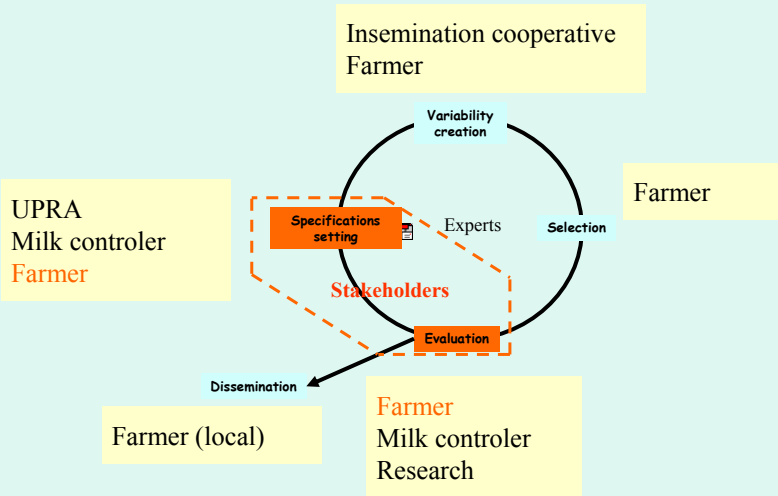 Insemination cooperative
Farmer
Variability
creation
Farmer
UPRA
Milk controler
Farmer
Specifications
setting
Experts
Selection
Stakeholders
Evaluation
Dissemination
Farmer (local)
Farmer
Milk controler
Research